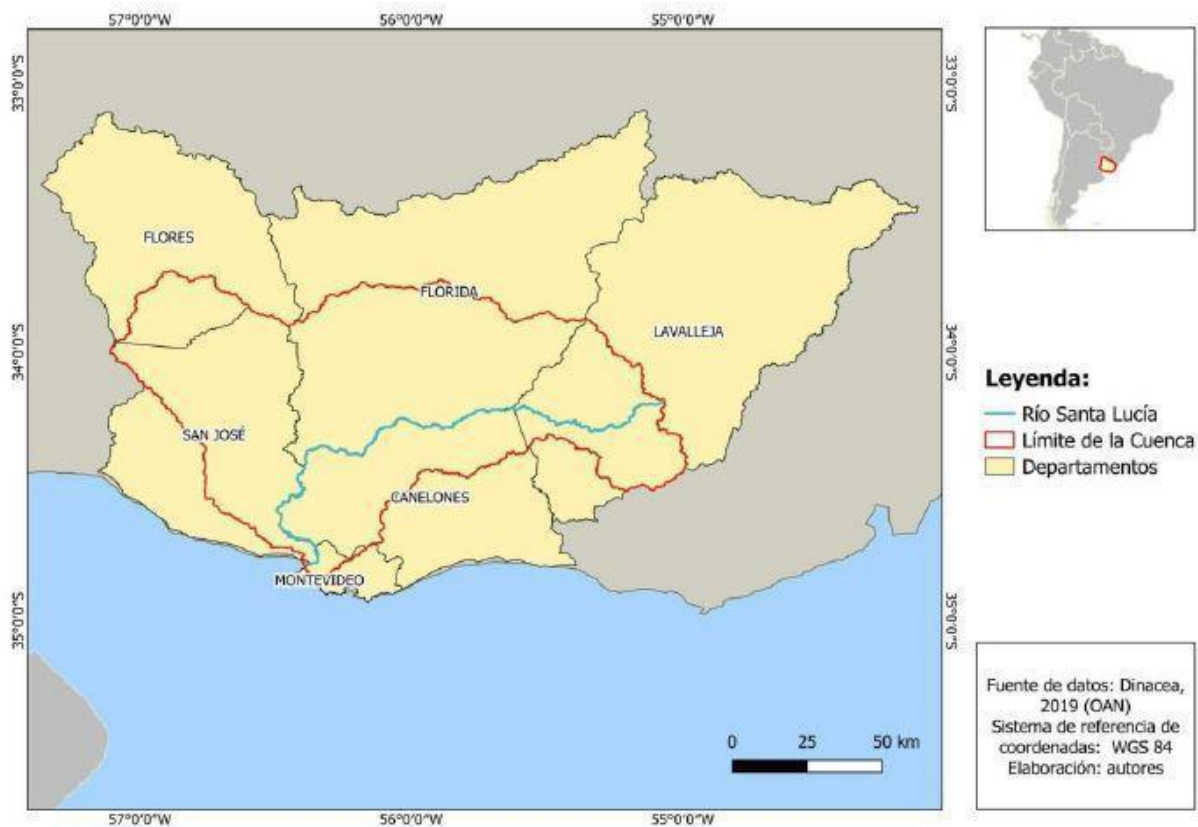 57°0'0"W
56°0'0"W
55°0'0"W
33°0'0"S
33°0'0"S
FLORES
FLORIDA
LAVALLEJA
34°0'0"S
34°0'0"S
Leyenda:
Río Santa Lucía
Límite de la Cuenca
Departamentos
SAN JOSÉ
CANELONES
MONTEVIDEO
35°0'0"S
35°0'0"S
0 25 50 km
Fuente de datos: Dinacea,
2019 (OAN)
Sistema de referencia de
coordenadas: WGS 84
Elaboración: autores
57°0'0"W
56°0'0"W
55°0'0"W